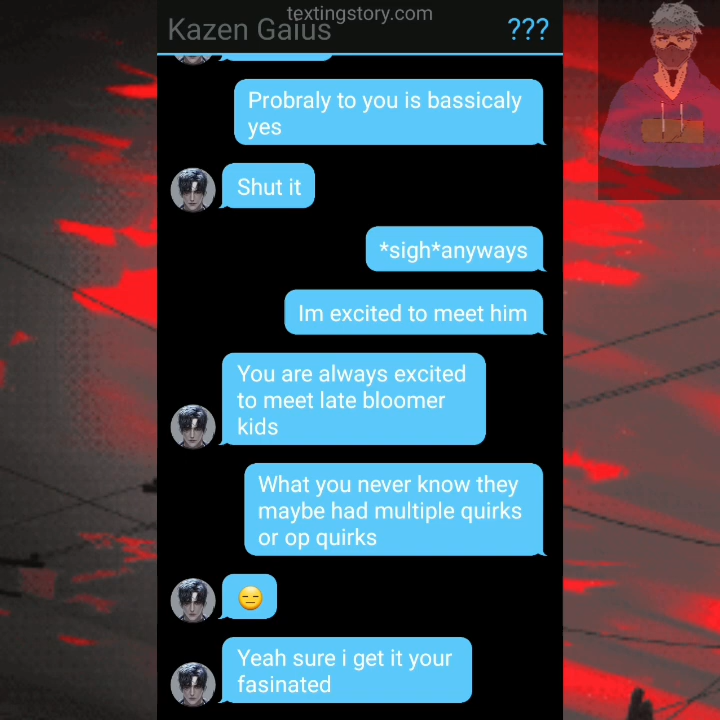 textingstory.com
Kazen Gaius
???
Probraly to you is bassicaly
yes
Shut it
*sigh*anyways
Im excited to meet him
You are always excited
to meet late bloomer
kids
What you never know they
maybe had multiple quirks
or op quirks
😑
Yeah sure i get it your
fasinated